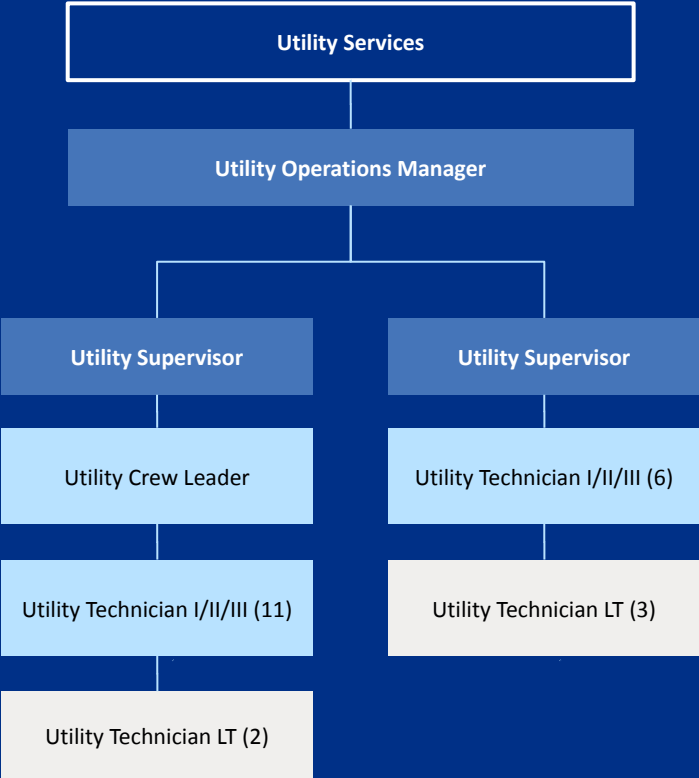 Utility Services
Utility Operations Manager
Utility Supervisor
Utility Supervisor
Utility Crew Leader
Utility Technician I/II/III (6)
Utility Technician I/II/III (11)
Utility Technician LT (3)
Utility Technician LT (2)